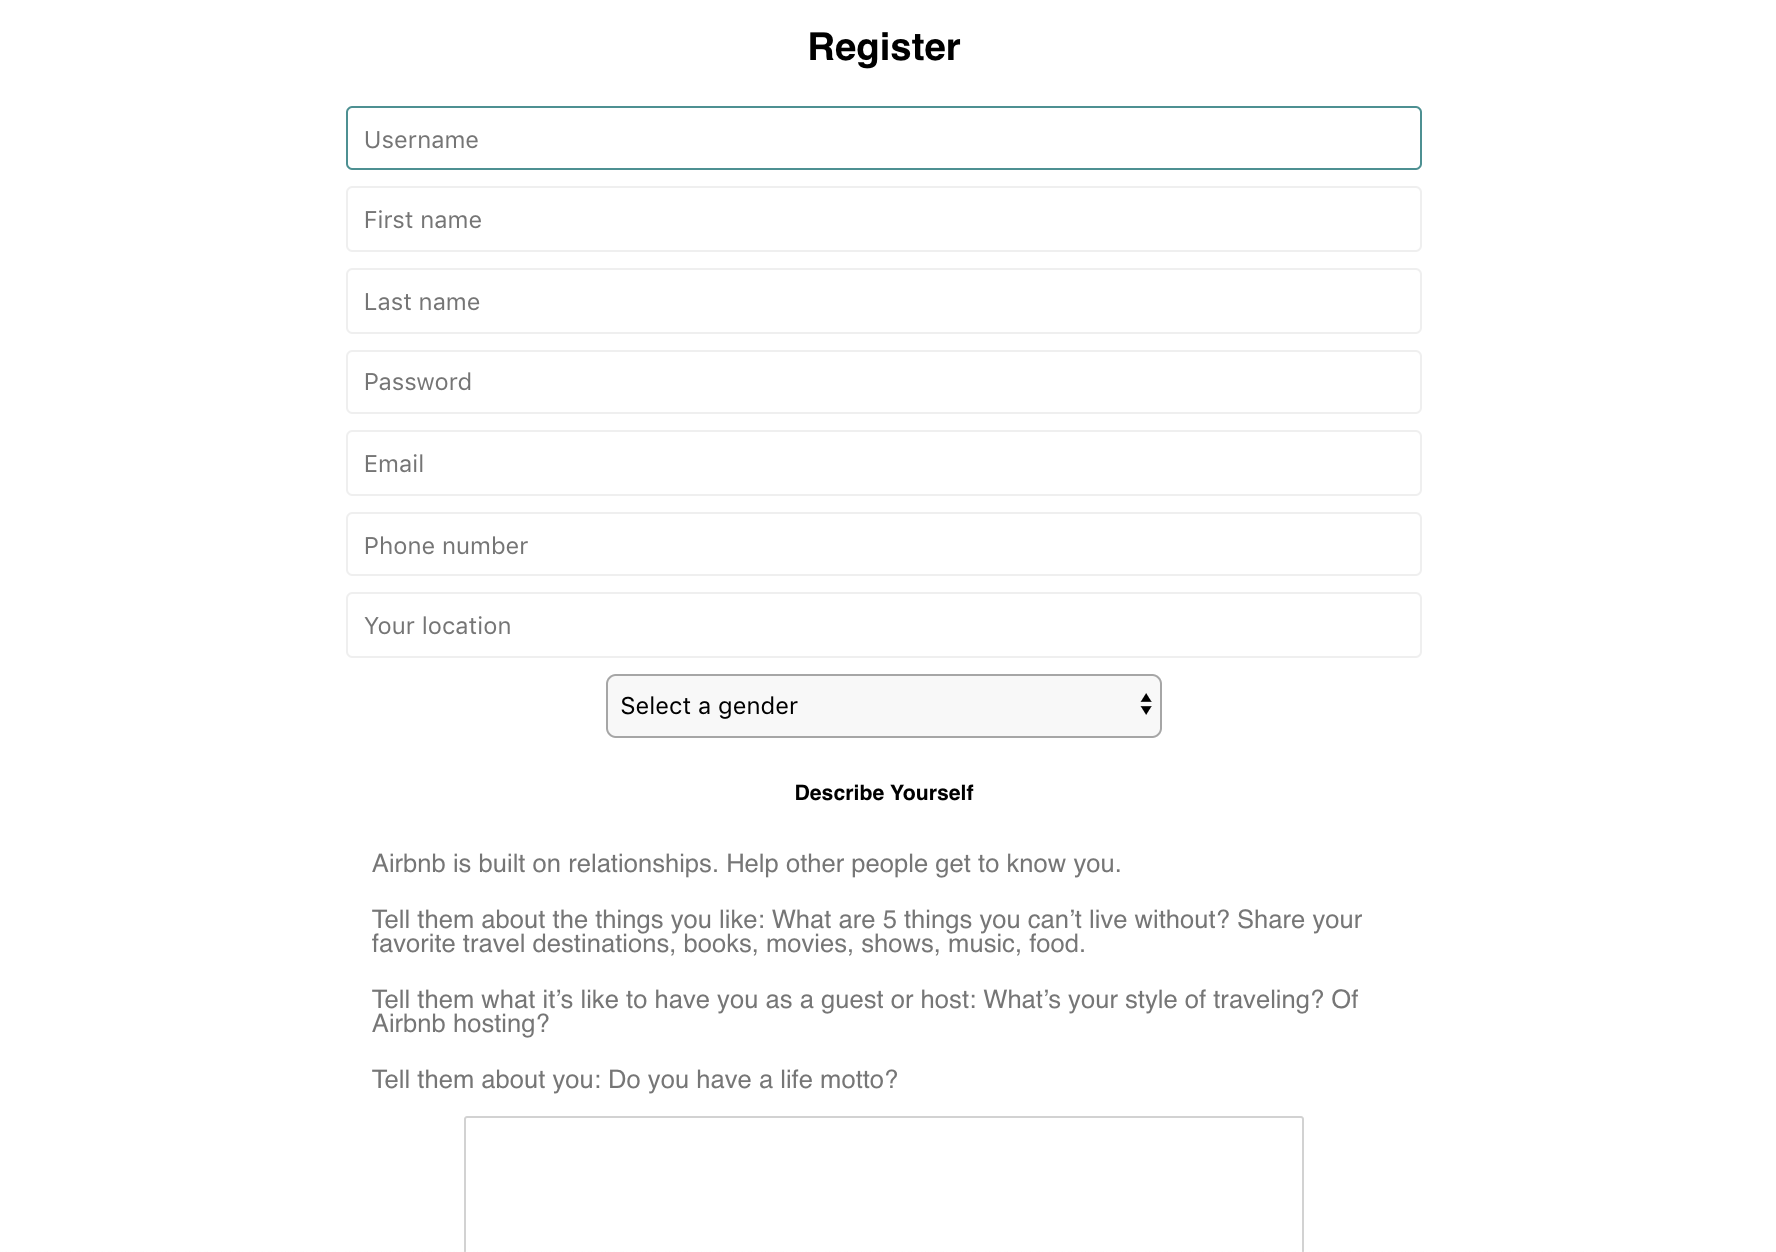 Register
Username
First name
Last name
Password
Email
Phone number
Your location
Select a gender
Describe Yourself
Airbnb is built on relationships. Help other people get to know you.
Tell them about the things you like: What are 5 things you can’t live without? Share your
favorite travel destinations, books, movies, shows, music, food.
Tell them what it’s like to have you as a guest or host: What’s your style of traveling? Of
Airbnb hosting?
Tell them about you: Do you have a life motto?